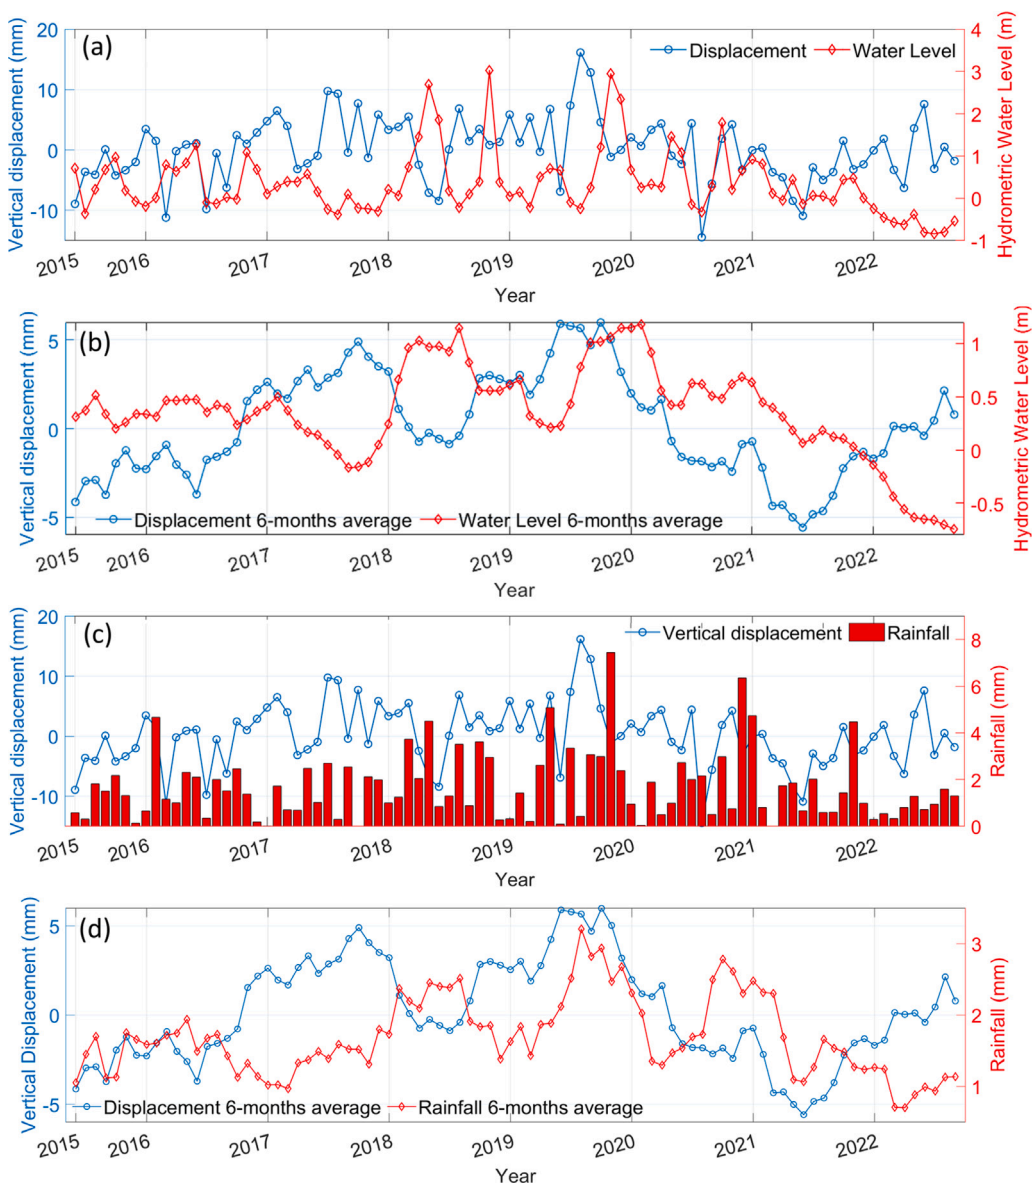 (a)
Displacement
Water Level
Vertical displacement (mm)
20
10
0
-10
Hydrometric Water Level (m)
4
3
2
1
0
-1
2015
2016
2017
2018
2019
2020
2021
2022
Year
(b)
Displacement 6-months average
Water Level 6-months average
Vertical displacement (mm)
5
0
-5
Hydrometric Water Level (m)
1
0.5
0
-0.5
2015
2016
2017
2018
2019
2020
2021
2022
Year
(c)
Vertical displacement
Rainfall
Vertical displacement (mm)
20
10
0
-10
Rainfall (mm)
8
6
4
2
0
2015
2016
2017
2018
2019
2020
2021
2022
Year
(d)
Displacement 6-months average
Rainfall 6-months average
Vertical Displacement (mm)
5
0
-5
Rainfall (mm)
3
2
1
2015
2016
2017
2018
2019
2020
2021
2022
Year